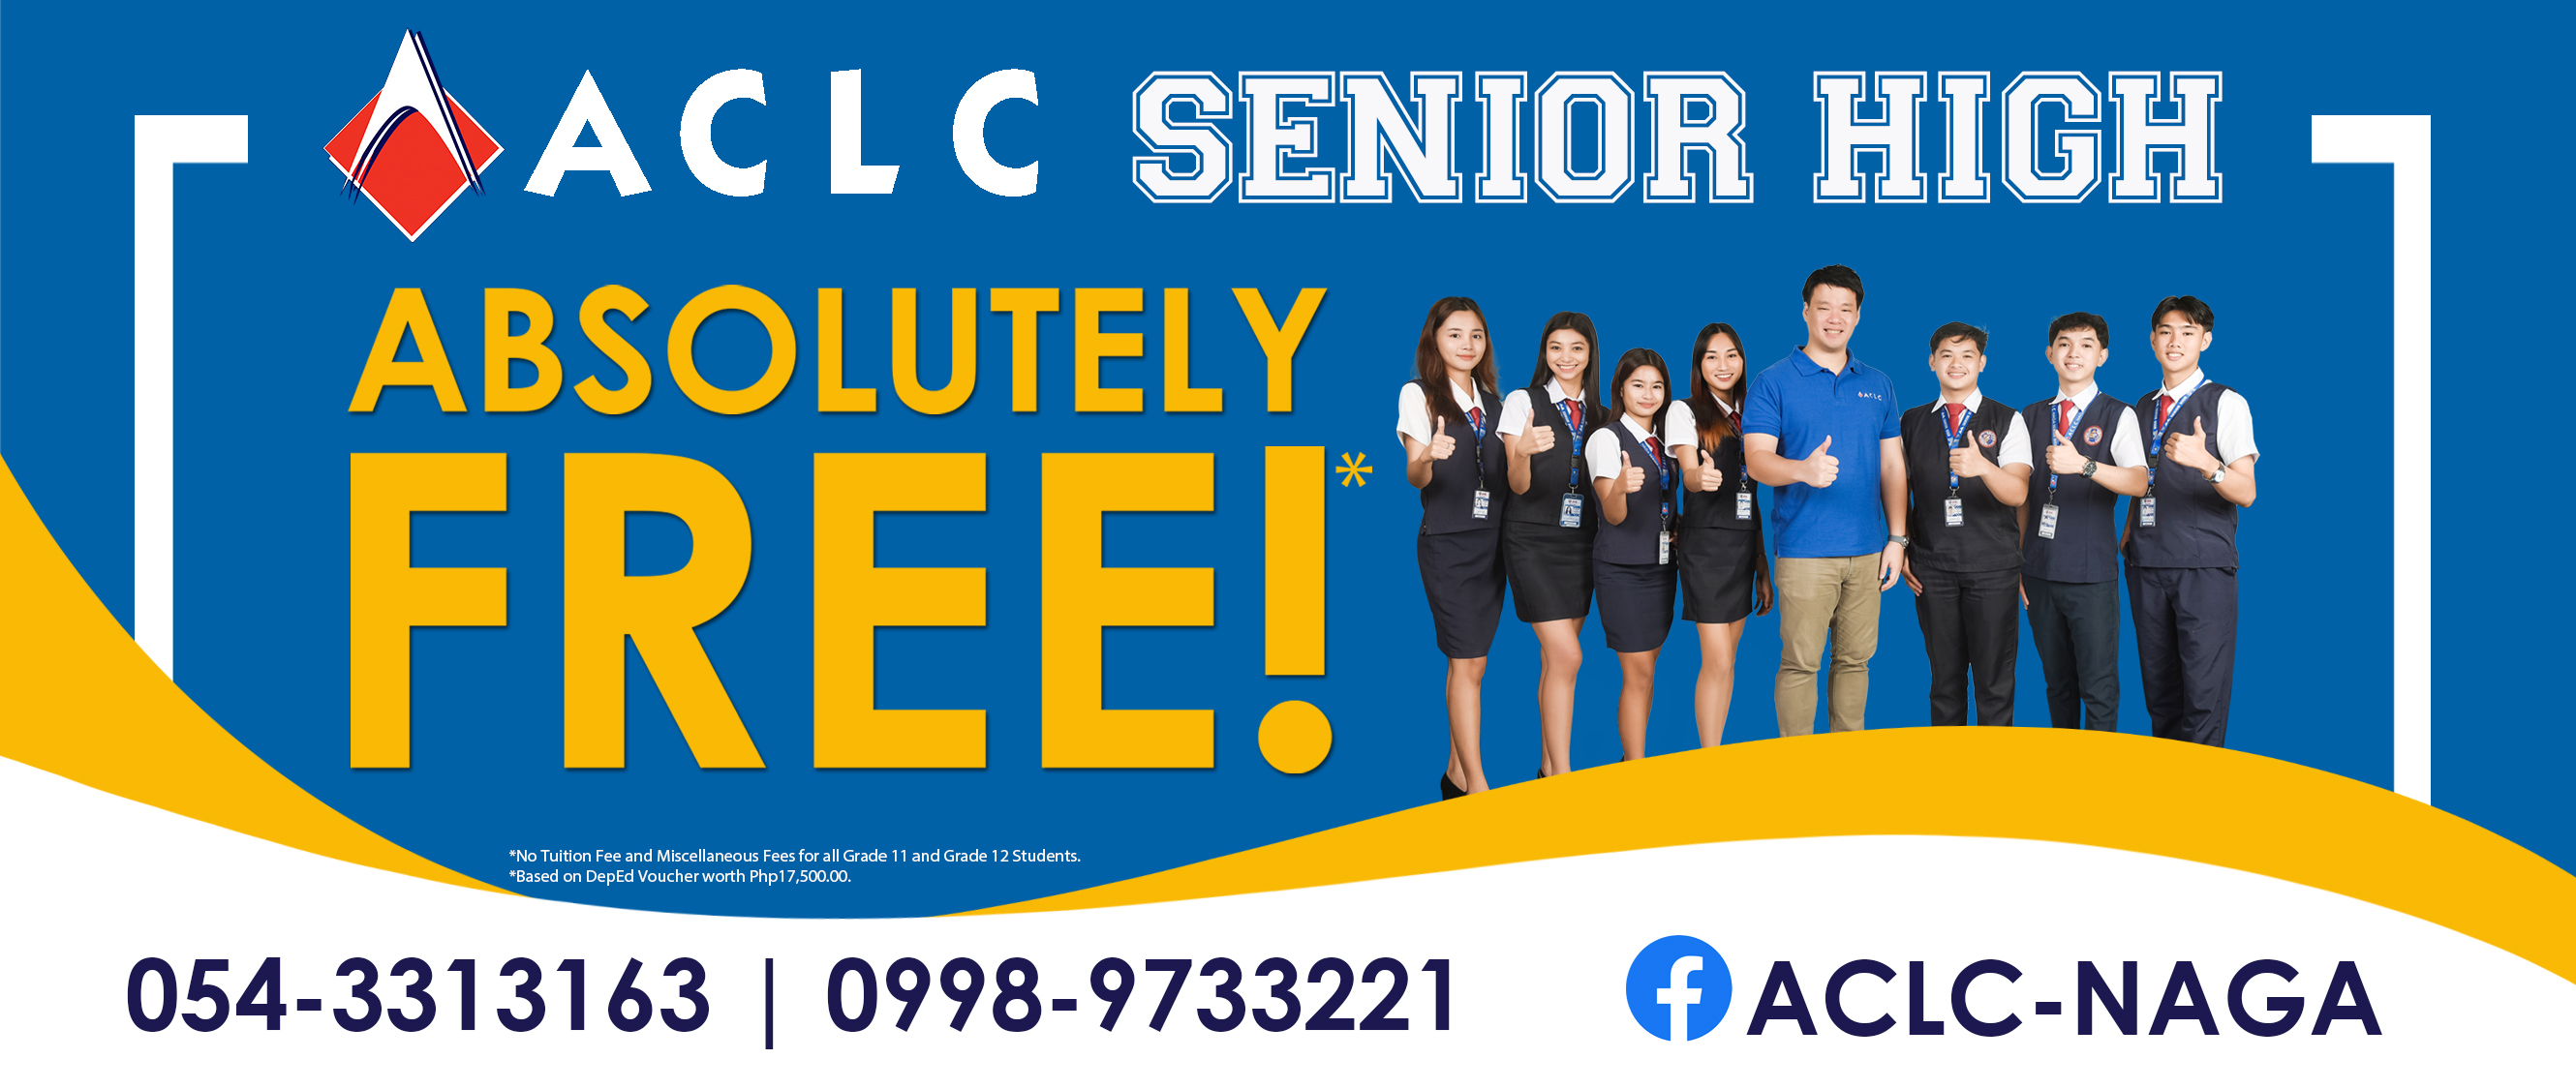 ACLC SENIOR HIGH
ABSOLUTELY
FREE!*
ACLC
*No Tuition Fee and Miscellaneous Fees for all Grade 11 and Grade 12 Students.
*Based on DepEd Voucher worth Php17,500.00.
054-3313163 | 0998-9733221
ACLC-NAGA